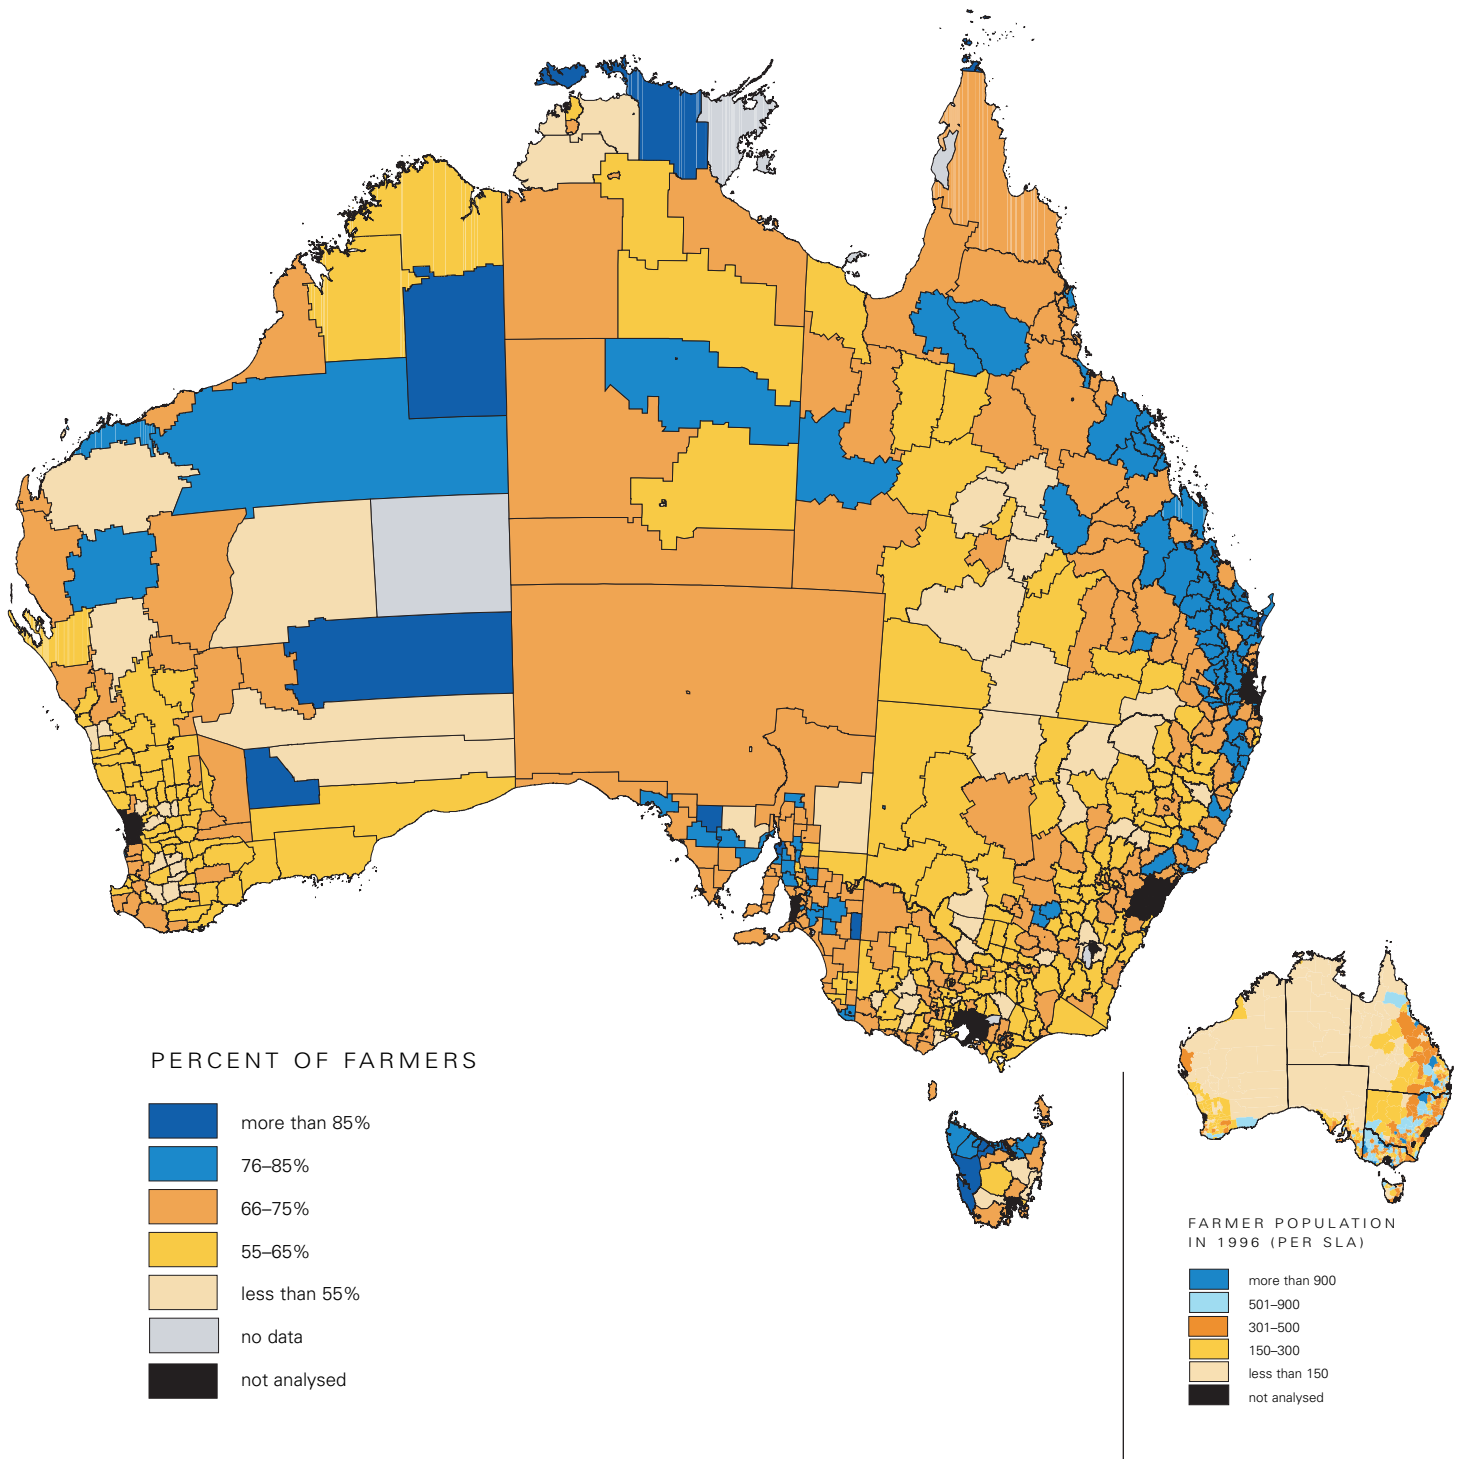 PERCENT OF FARMERS
more than 85%
76–85%
66–75%
55–65%
less than 55%
no data
not analysed
FARMER POPULATION
IN 1996 (PER SLA)
more than 900
501–900
301–500
150–300
less than 150
not analysed